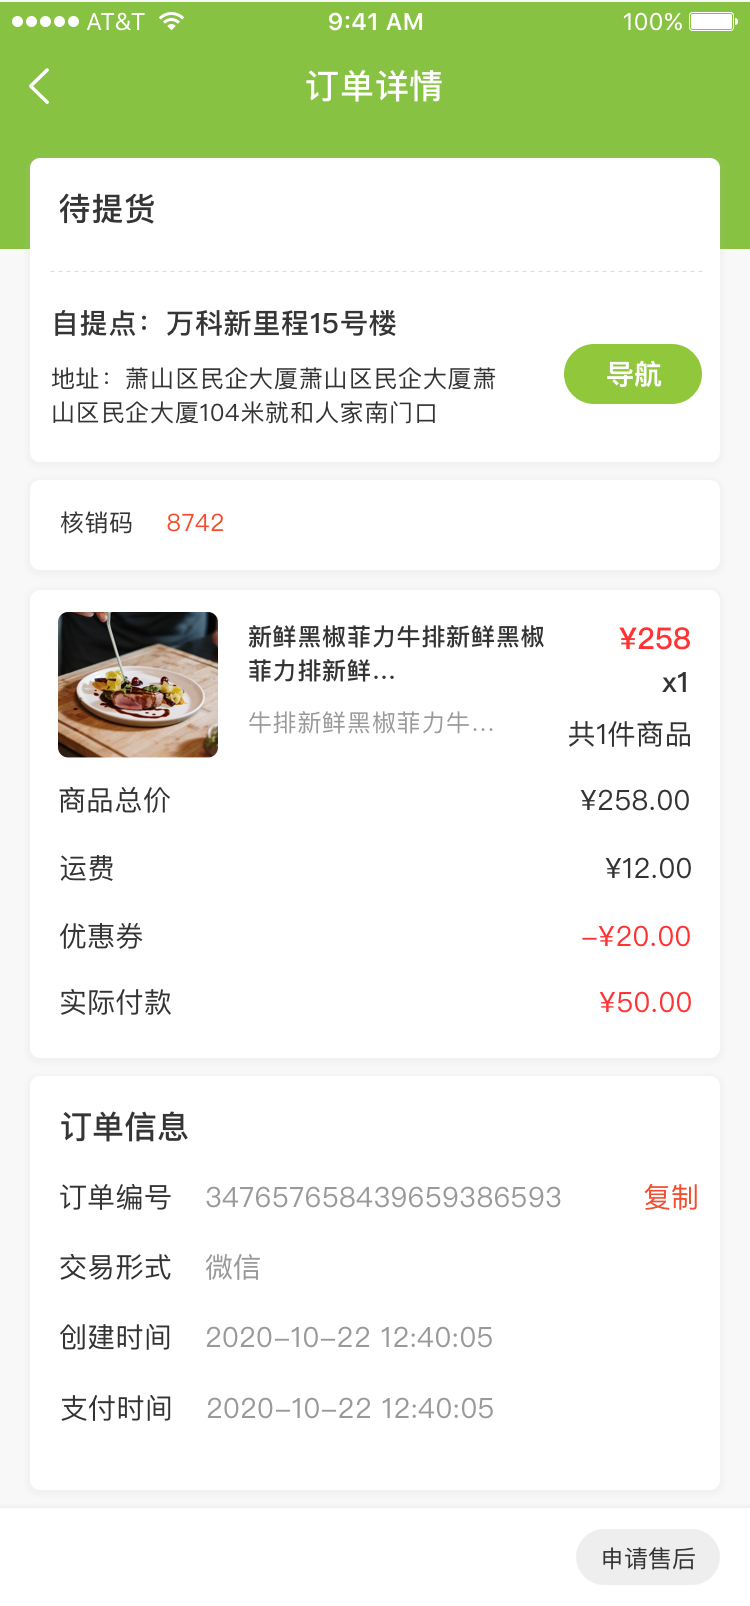 AT&T 9:41 AM 100%
订单详情
待提货
自提点：万科新里程15号楼
地址：萧山区民企大厦萧山区民企大厦萧
山区民企大厦104米就和人家南门口
导航
核销码 8742
新鲜黑椒菲力牛排新鲜黑椒
菲力排新鲜...
牛排新鲜黑椒菲力牛...
¥258
x1
共1件商品
商品总价 ¥258.00
运费 ¥12.00
优惠券 -¥20.00
实际付款 ¥50.00
订单信息
订单编号 347657658439659386593 复制
交易形式 微信
创建时间 2020-10-22 12:40:05
支付时间 2020-10-22 12:40:05
申请售后